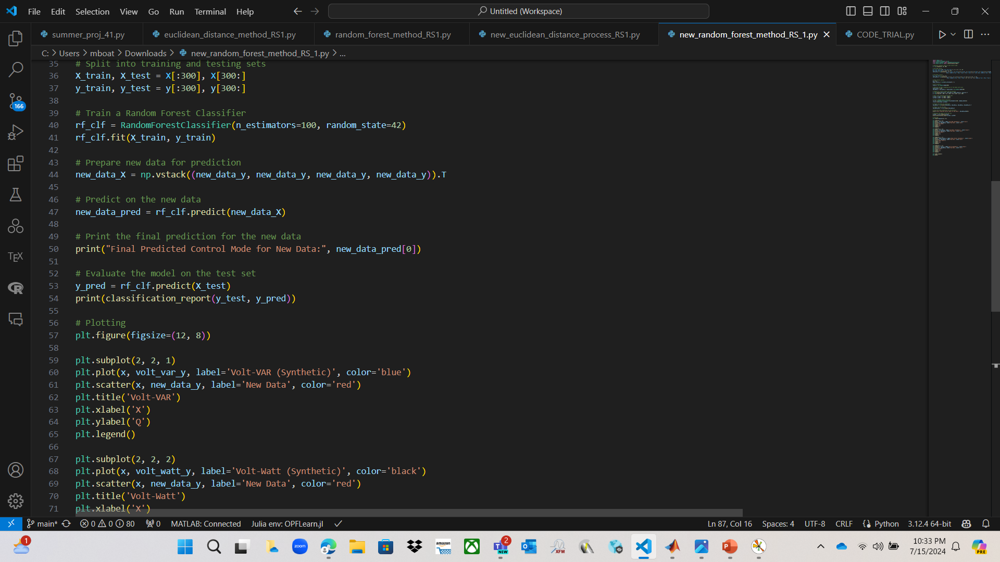 File Edit Selection View Go Run Terminal Help
Untitled (Workspace)
summer_proj_41.py
euclidean_distance_method_RS1.py
random_forest_method_RS1.py
new_euclidean_distance_process_RS1.py
new_random_forest_method_RS_1.py
CODE_TRIAL.py
C: > Users > mboat > Downloads > new_random_forest_method_RS_1.py > ...
35 # Split into training and testing sets
36 X_train, X_test = X[:300], X[300:]
37 y_train, y_test = y[:300], y[300:]
38
39 # Train a Random Forest Classifier
40 rf_clf = RandomForestClassifier(n_estimators=100, random_state=42)
41 rf_clf.fit(X_train, y_train)
42
43 # Prepare new data for prediction
44 new_data_X = np.vstack((new_data_y, new_data_y, new_data_y, new_data_y)).T
45
46 # Predict on the new data
47 new_data_pred = rf_clf.predict(new_data_X)
48
49 # Print the final prediction for the new data
50 print("Final Predicted Control Mode for New Data:", new_data_pred[0])
51
52 # Evaluate the model on the test set
53 y_pred = rf_clf.predict(X_test)
54 print(classification_report(y_test, y_pred))
55
56 # Plotting
57 plt.figure(figsize=(12, 8))
58
59 plt.subplot(2, 2, 1)
60 plt.plot(x, volt_var_y, label='Volt-VAR (Synthetic)', color='blue')
61 plt.scatter(x, new_data_y, label='New Data', color='red')
62 plt.title('Volt-VAR')
63 plt.xlabel('X')
64 plt.ylabel('Q')
65 plt.legend()
66
67 plt.subplot(2, 2, 2)
68 plt.plot(x, volt_watt_y, label='Volt-Watt (Synthetic)', color='black')
69 plt.scatter(x, new_data_y, label='New Data', color='red')
70 plt.title('Volt-Watt')
71 plt.xlabel('X')
166
TEX
R
main* 0 0 80 0 MATLAB: Connected Julia env: OPFLearn.jl
Ln 87, Col 16 Spaces: 4 UTF-8 CRLF Python 3.12.4 64-bit
1
zoom
amazon
2
NEW
XFM
10:33 PM
7/15/2024
PRE